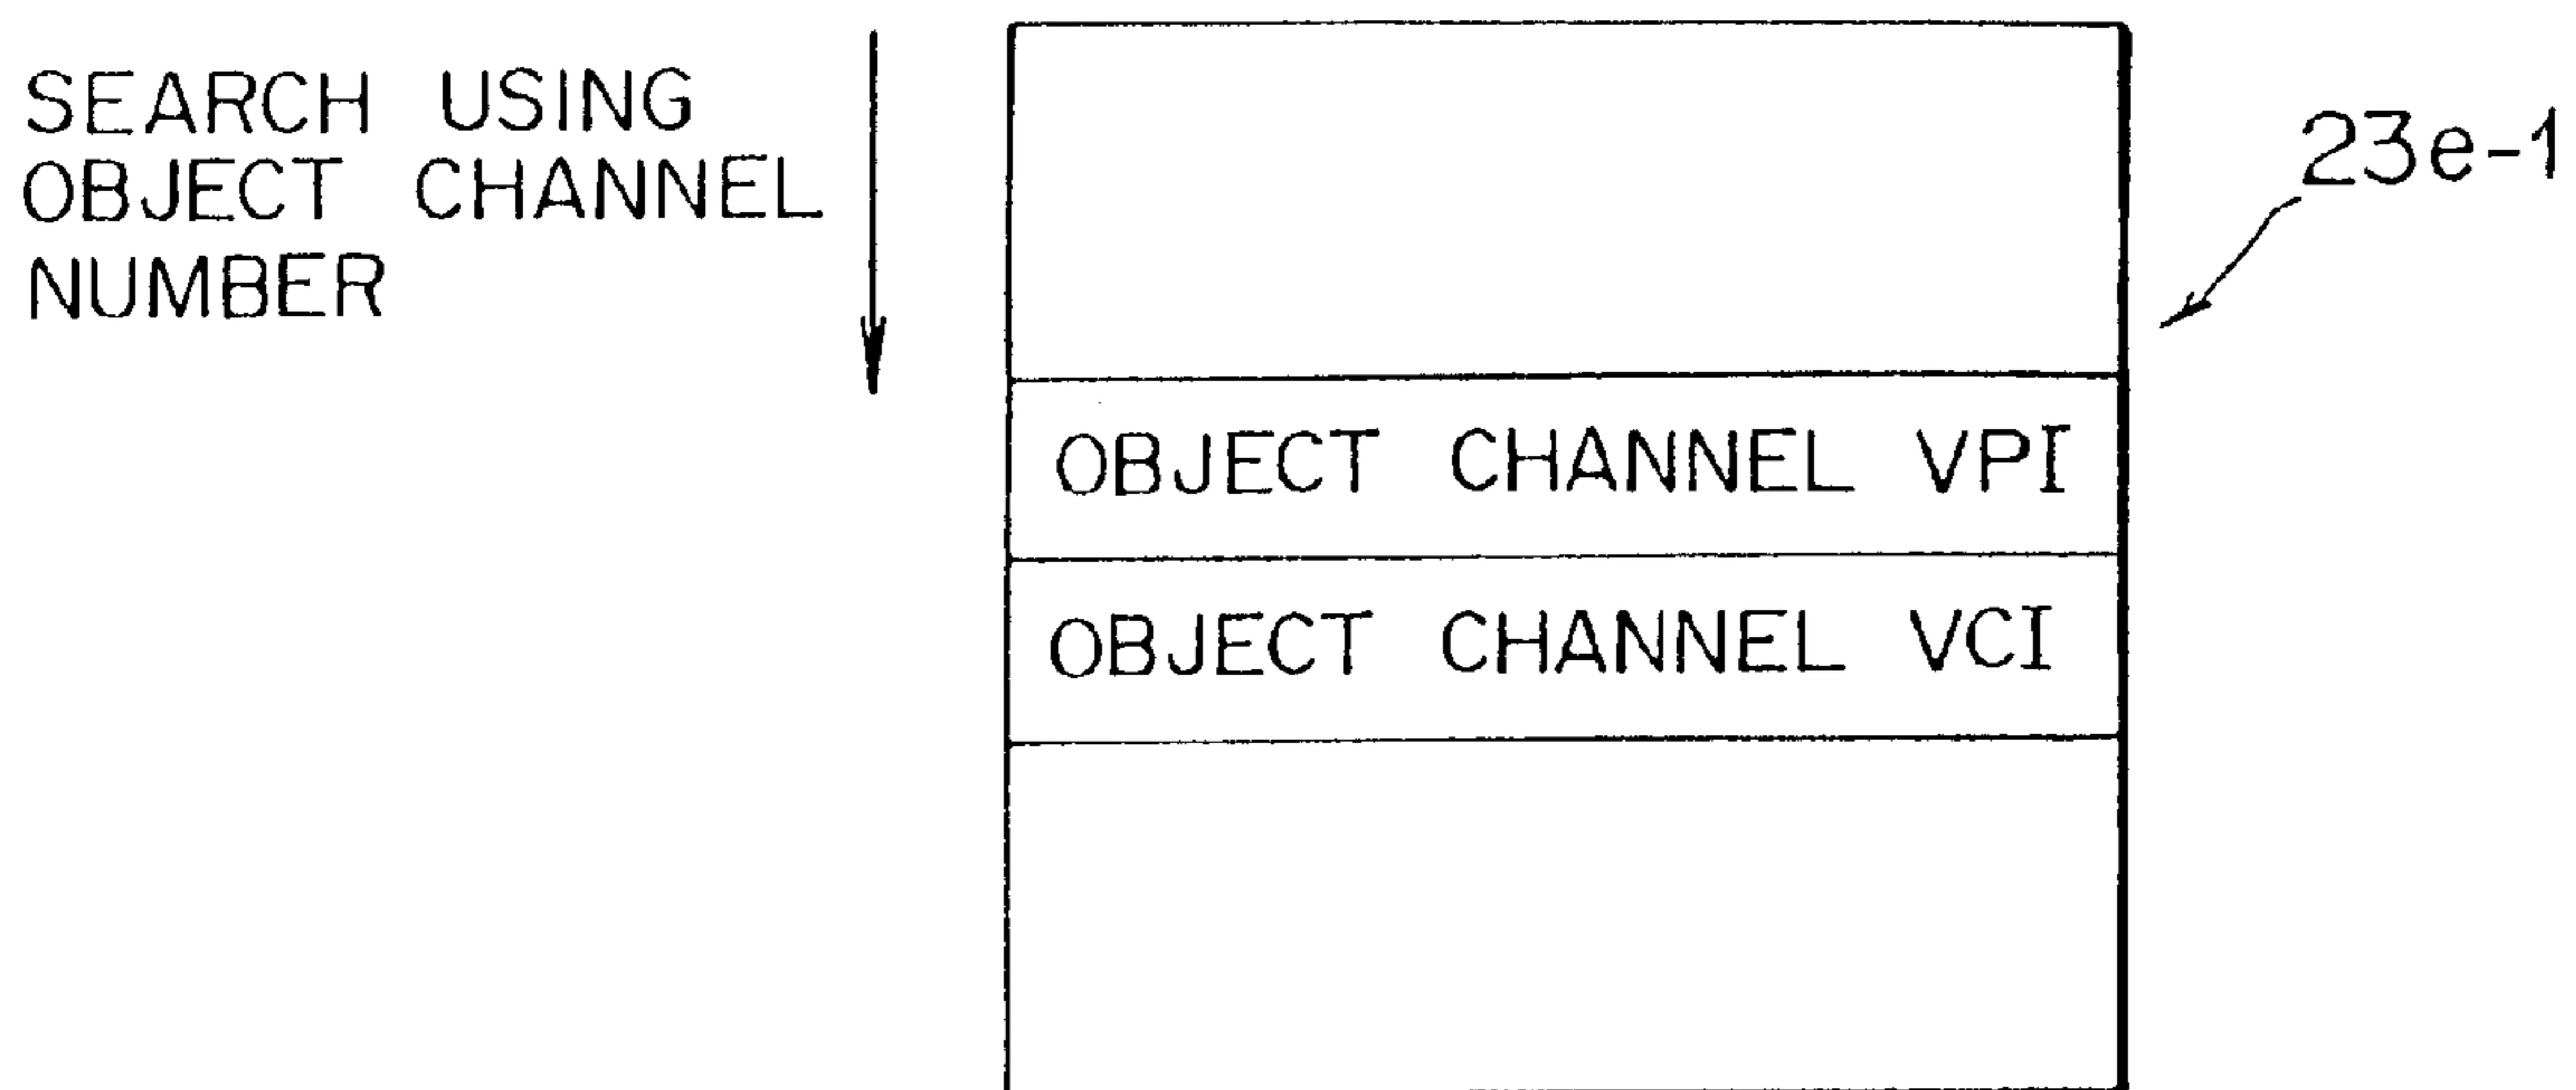 SEARCH USING
OBJECT CHANNEL
NUMBER
23e-1
OBJECT CHANNEL VPI
OBJECT CHANNEL VCI